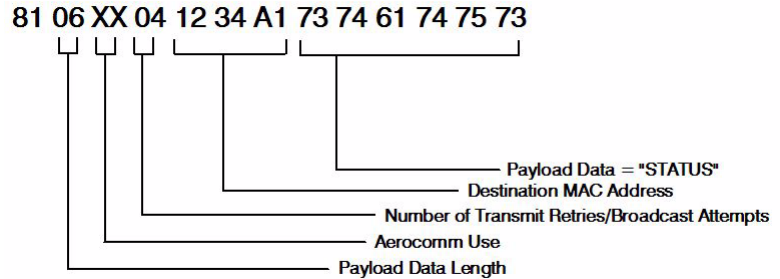 81 06 XX 04 12 34 A1 73 74 61 74 75 73
Payload Data = "STATUS"
Destination MAC Address
Number of Transmit Retries/Broadcast Attempts
Aerocomm Use
Payload Data Length